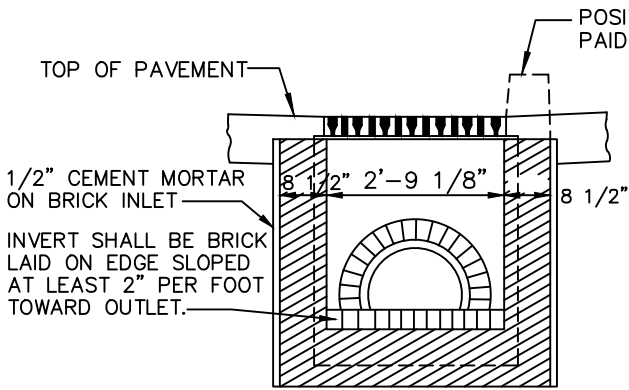 POSI
PAID
TOP OF PAVEMENT
1/2" CEMENT MORTAR
ON BRICK INLET
8 1/2" 2'-9 1/8" 8 1/2"
INVERT SHALL BE BRICK
LAID ON EDGE SLOPED
AT LEAST 2" PER FOOT
TOWARD OUTLET.